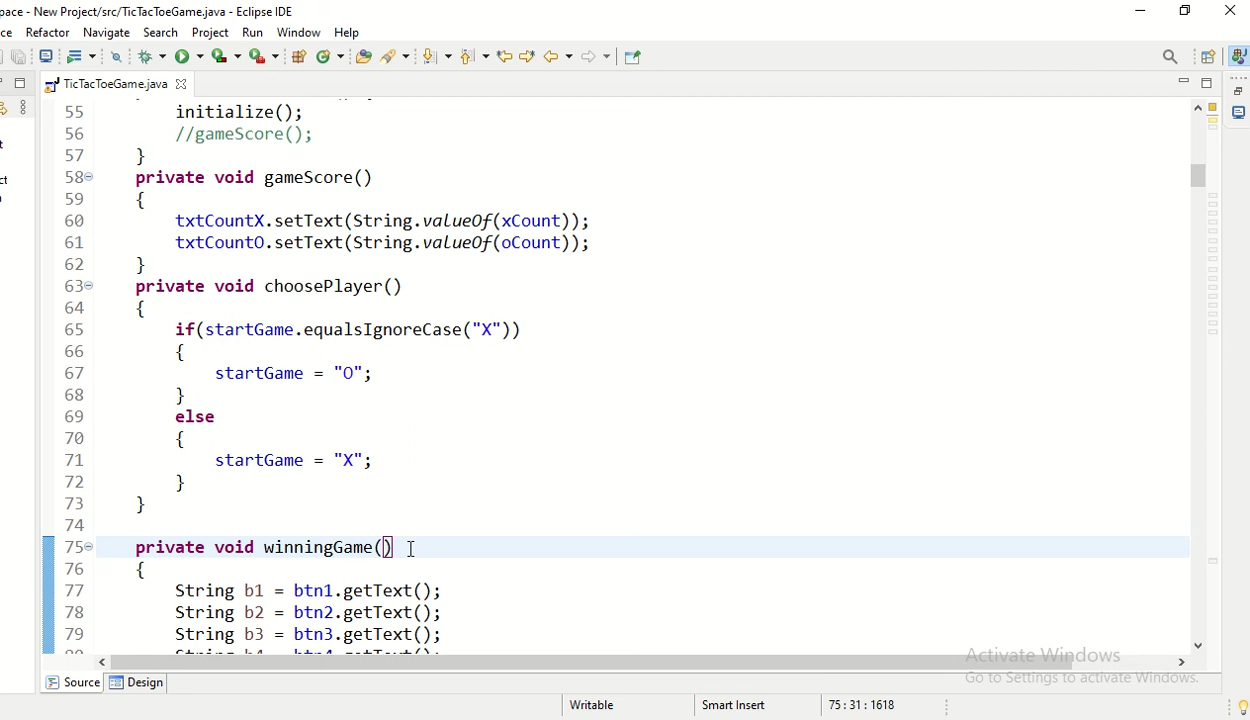 pace - New Project/src/TicTacToeGame.java - Eclipse IDE
ce Refactor Navigate Search Project Run Window Help
TicTacToeGame.java
55 initialize();
56 //gameScore();
57 }
58 private void gameScore()
59 {
60 txtCountX.setText(String.valueOf(xCount));
61 txtCountO.setText(String.valueOf(oCount));
62 }
63 private void choosePlayer()
64 {
65 if(startGame.equalsIgnoreCase("X"))
66 {
67 startGame = "O";
68 }
69 else
70 {
71 startGame = "X";
72 }
73 }
74
75 private void winningGame()
76 {
77 String b1 = btn1.getText();
78 String b2 = btn2.getText();
79 String b3 = btn3.getText();
Activate Windows
Go to Settings to activate Windows.
Source Design
Writable Smart Insert 75 : 31 : 1618